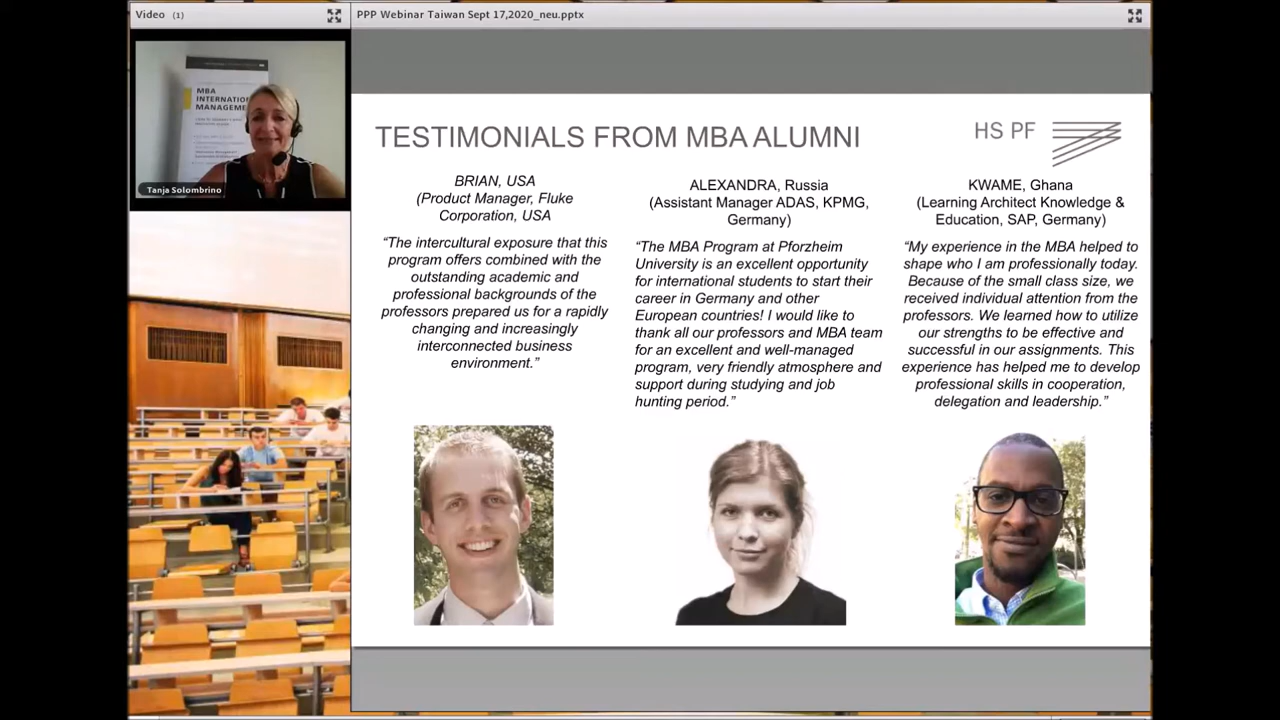 Video (1)
PPP Webinar Taiwan Sept 17,2020_neu.pptx
MBA
INTERNATIO
MANAGEME
Tanja Solombrino
TESTIMONIALS FROM MBA ALUMNI
HS PF
BRIAN, USA
(Product Manager, Fluke
Corporation, USA
“The intercultural exposure that this
program offers combined with the
outstanding academic and
professional backgrounds of the
professors prepared us for a rapidly
changing and increasingly
interconnected business
environment.”
ALEXANDRA, Russia
(Assistant Manager ADAS, KPMG,
Germany)
“The MBA Program at Pforzheim
University is an excellent opportunity
for international students to start their
career in Germany and other
European countries! I would like to
thank all our professors and MBA team
for an excellent and well-managed
program, very friendly atmosphere and
support during studying and job
hunting period.”
KWAME, Ghana
(Learning Architect Knowledge &
Education, SAP, Germany)
“My experience in the MBA helped to
shape who I am professionally today.
Because of the small class size, we
received individual attention from the
professors. We learned how to utilize
our strengths to be effective and
successful in our assignments. This
experience has helped me to develop
professional skills in cooperation,
delegation and leadership.”